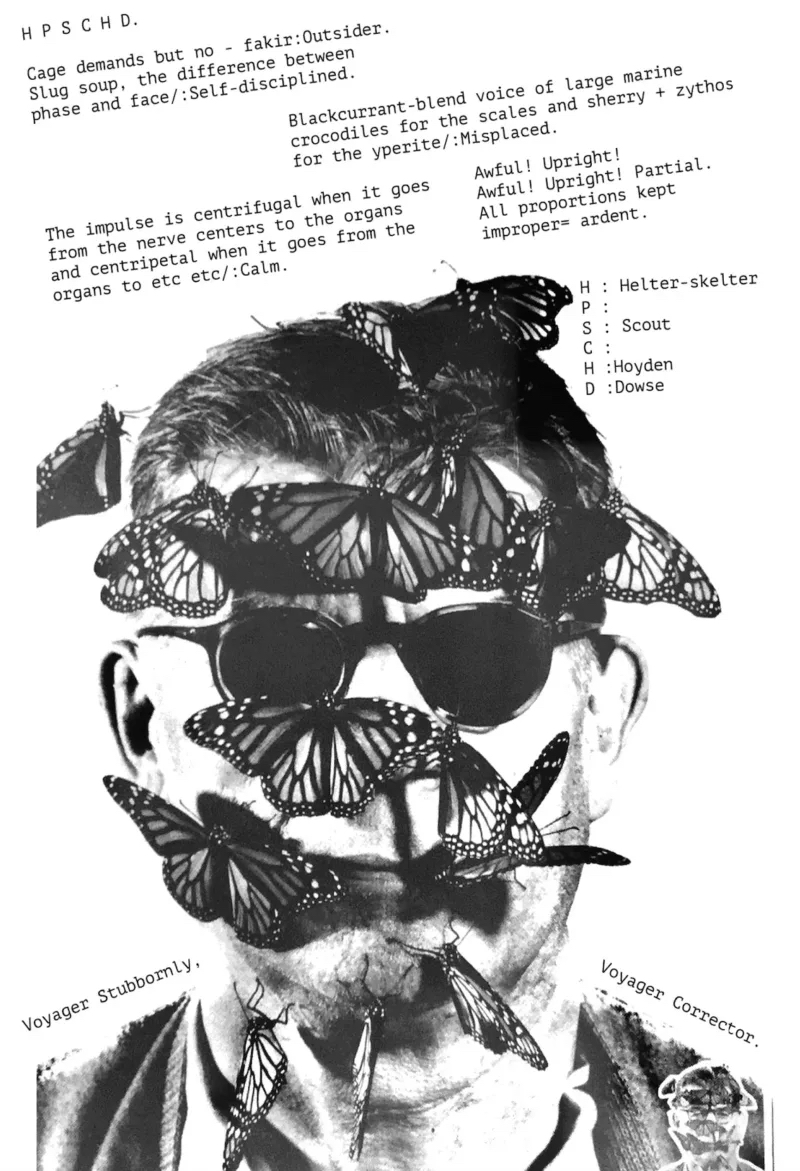 H P S C H D.
Cage demands but no - fakir:Outsider.
Slug soup, the difference between
phase and face/:Self-disciplined.
Blackcurrant-blend voice of large marine
crocodiles for the scales and sherry + zythos
for the yperite/:Misplaced.
Awful! Upright!
Awful! Upright! Partial.
All proportions kept
improper= ardent.
The impulse is centrifugal when it goes
from the nerve centers to the organs
and centripetal when it goes from the
organs to etc etc/:Calm.
H : Helter-skelter
P :
S : Scout
C :
H :Hoyden
D :Dowse
Voyager Stubbornly,
Voyager Corrector.